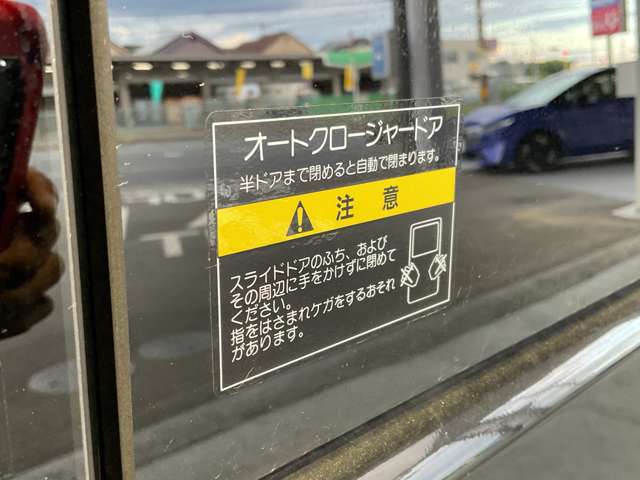 オートクロージャードア
半ドアまで閉めると自動で閉まります。
注意
スライドドアのふち、および
その周辺に手をかけずに閉めて
ください。
指をはさまれケガをするおそれ
があります。